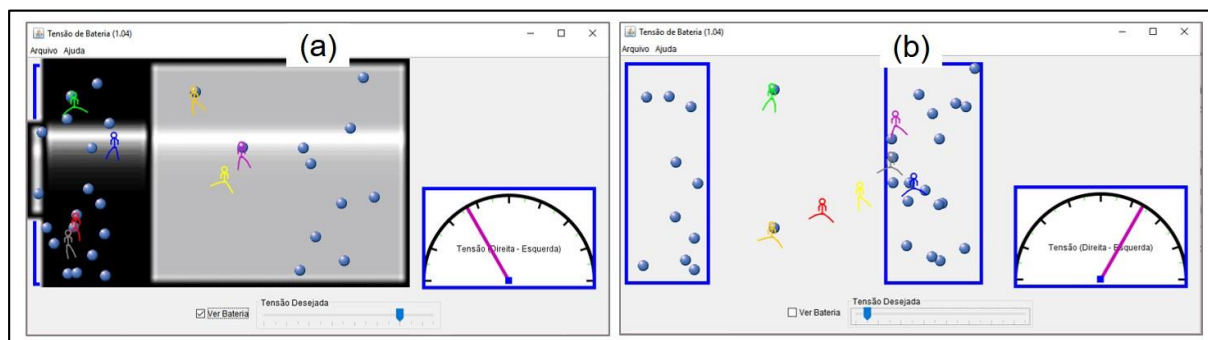 Tensão de Bateria (1.04)
(a)
Arquivo Ajuda
Tensão (Direita - Esquerda)
Ver Bateria
Tensão Desejada
Tensão de Bateria (1.04)
(b)
Arquivo Ajuda
Tensão (Direita - Esquerda)
Ver Bateria
Tensão Desejada